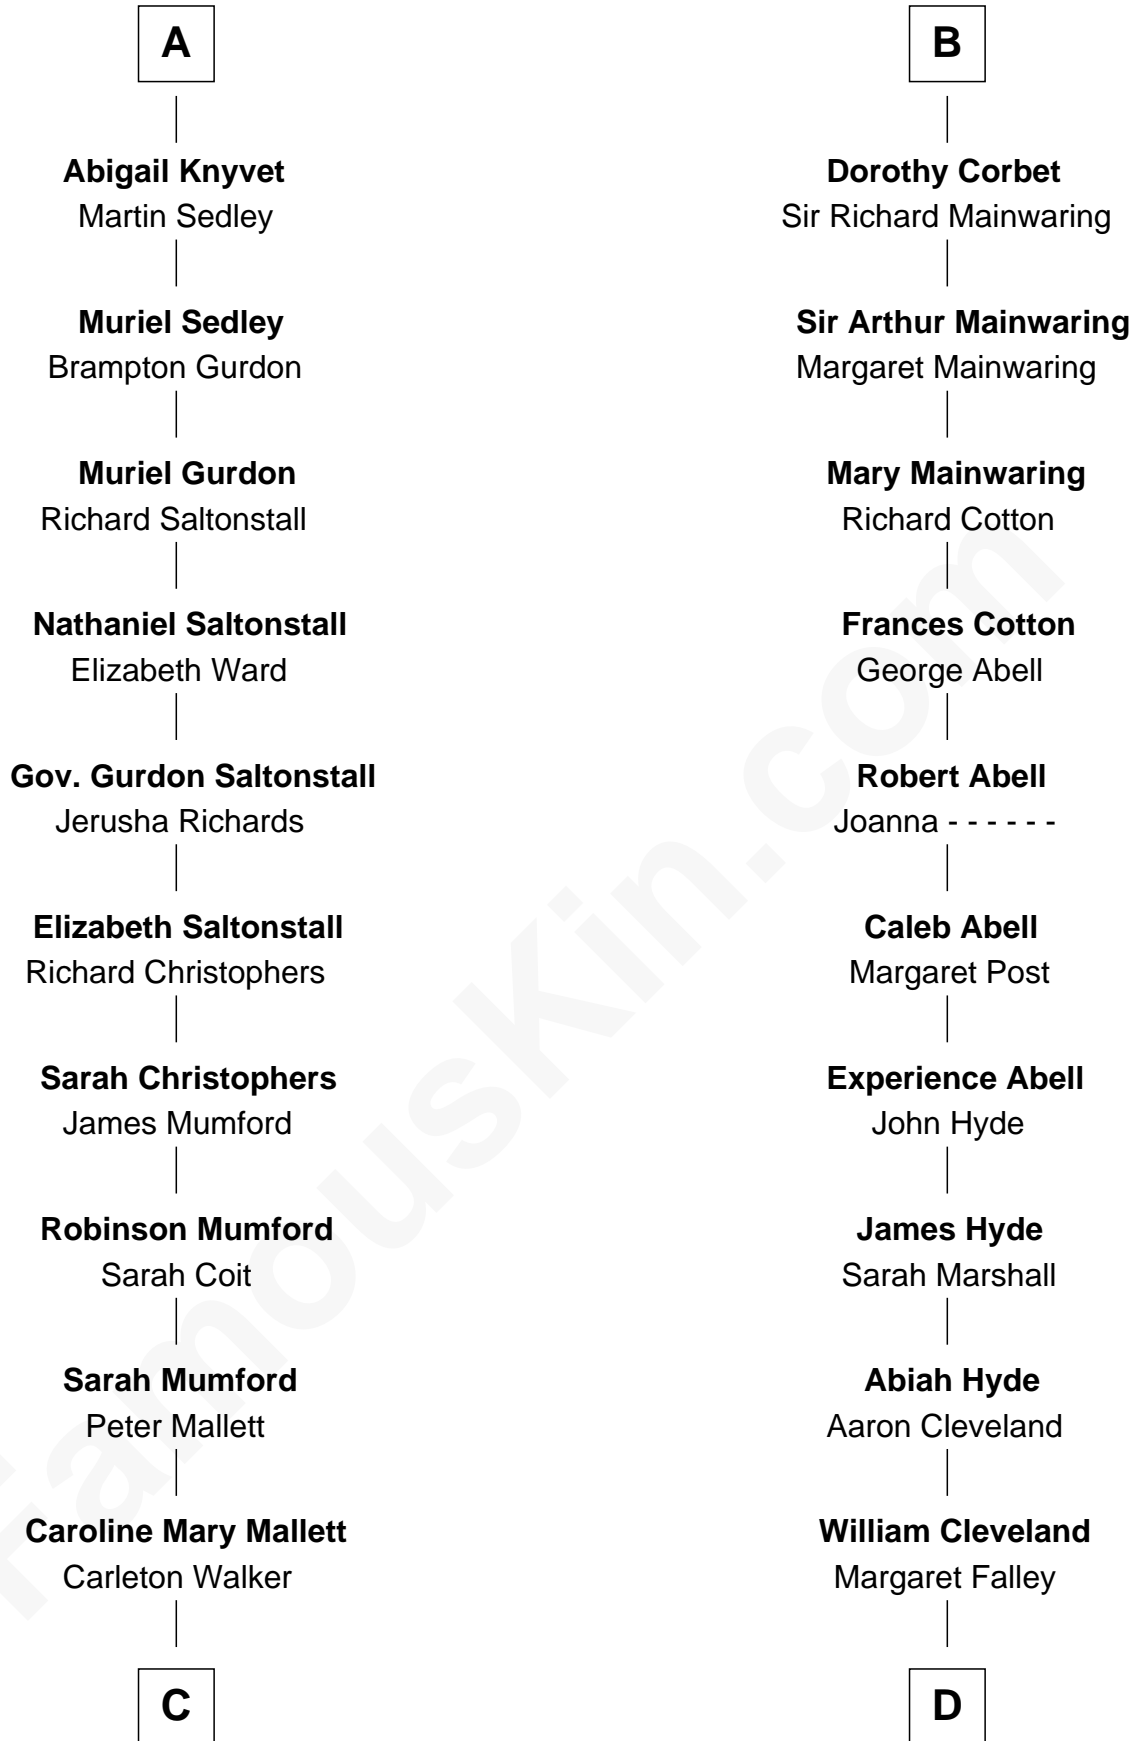 A
Abigail Knyvet
Martin Sedley
Muriel Sedley
Brampton Gurdon
Muriel Gurdon
Richard Saltonstall
Nathaniel Saltonstall
Elizabeth Ward
Gov. Gurdon Saltonstall
Jerusha Richards
Elizabeth Saltonstall
Richard Christophers
Sarah Christophers
James Mumford
Robinson Mumford
Sarah Coit
Sarah Mumford
Peter Mallett
Caroline Mary Mallett
Carleton Walker
C
B
Dorothy Corbet
Sir Richard Mainwaring
Sir Arthur Mainwaring
Margaret Mainwaring
Mary Mainwaring
Richard Cotton
Frances Cotton
George Abell
Robert Abell
Joanna - - - - - -
Caleb Abell
Margaret Post
Experience Abell
John Hyde
James Hyde
Sarah Marshall
Abiah Hyde
Aaron Cleveland
William Cleveland
Margaret Falley
D
FamousKin.com